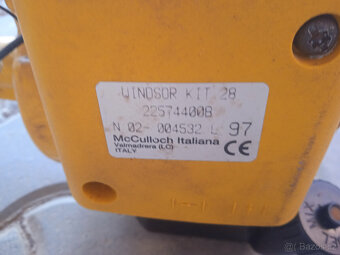 WINDSOR KIT 28
225744008
N 02- 004532 L 97
McCulloch Italiana
Valmadrera (LC)
ITALY
CE